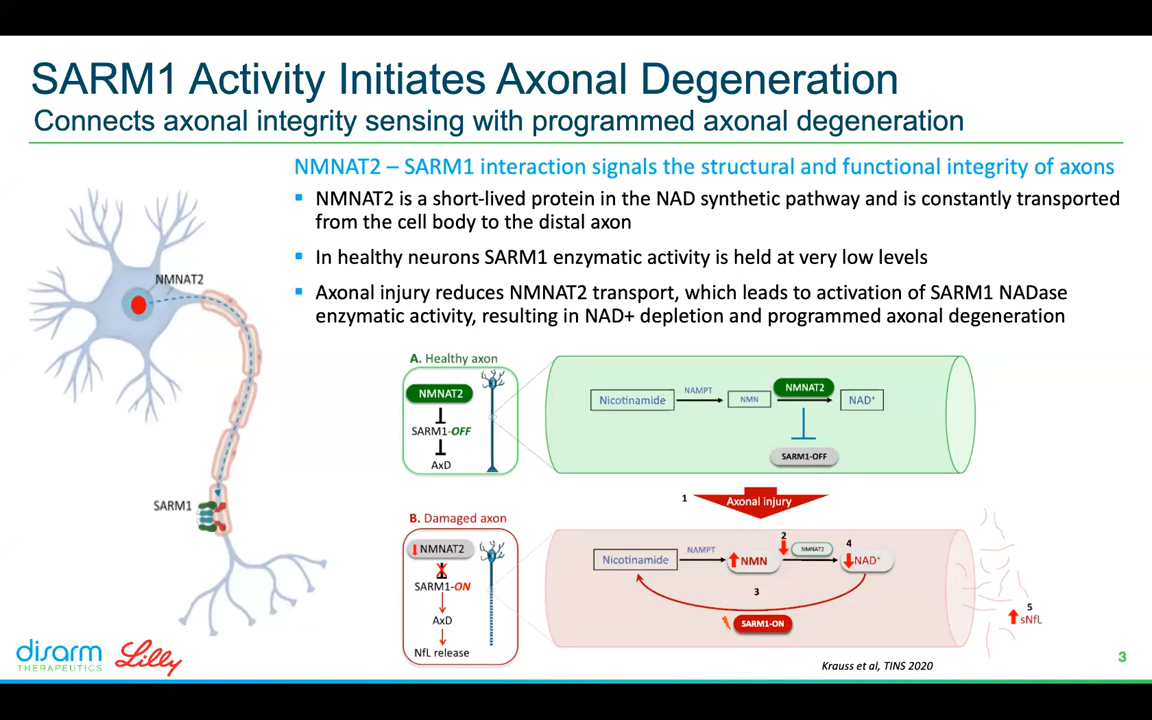 SARM1 Activity Initiates Axonal Degeneration
Connects axonal integrity sensing with programmed axonal degeneration
NMNAT2 – SARM1 interaction signals the structural and functional integrity of axons
▪ NMNAT2 is a short-lived protein in the NAD synthetic pathway and is constantly transported
from the cell body to the distal axon
▪ In healthy neurons SARM1 enzymatic activity is held at very low levels
▪ Axonal injury reduces NMNAT2 transport, which leads to activation of SARM1 NADase
enzymatic activity, resulting in NAD+ depletion and programmed axonal degeneration
NMNAT2
SARM1
A. Healthy axon
NMNAT2
SARM1-OFF
AxD
Nicotinamide
NAMPT
NMN
NMNAT2
NAD⁺
SARM1-OFF
1
Axonal injury
B. Damaged axon
NMNAT2
SARM1-ON
AxD
NfL release
Nicotinamide
NAMPT
NMN
2
NMNAT2
4
NAD⁺
3
SARM1-ON
5
sNfL
disarm
THERAPEUTICS
Lilly
Krauss et al, TINS 2020
3